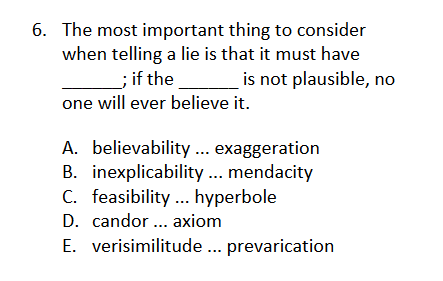 6. The most important thing to consider
when telling a lie is that it must have
______; if the ______ is not plausible, no
one will ever believe it.
A. believability ... exaggeration
B. inexplicability ... mendacity
C. feasibility ... hyperbole
D. candor ... axiom
E. verisimilitude ... prevarication